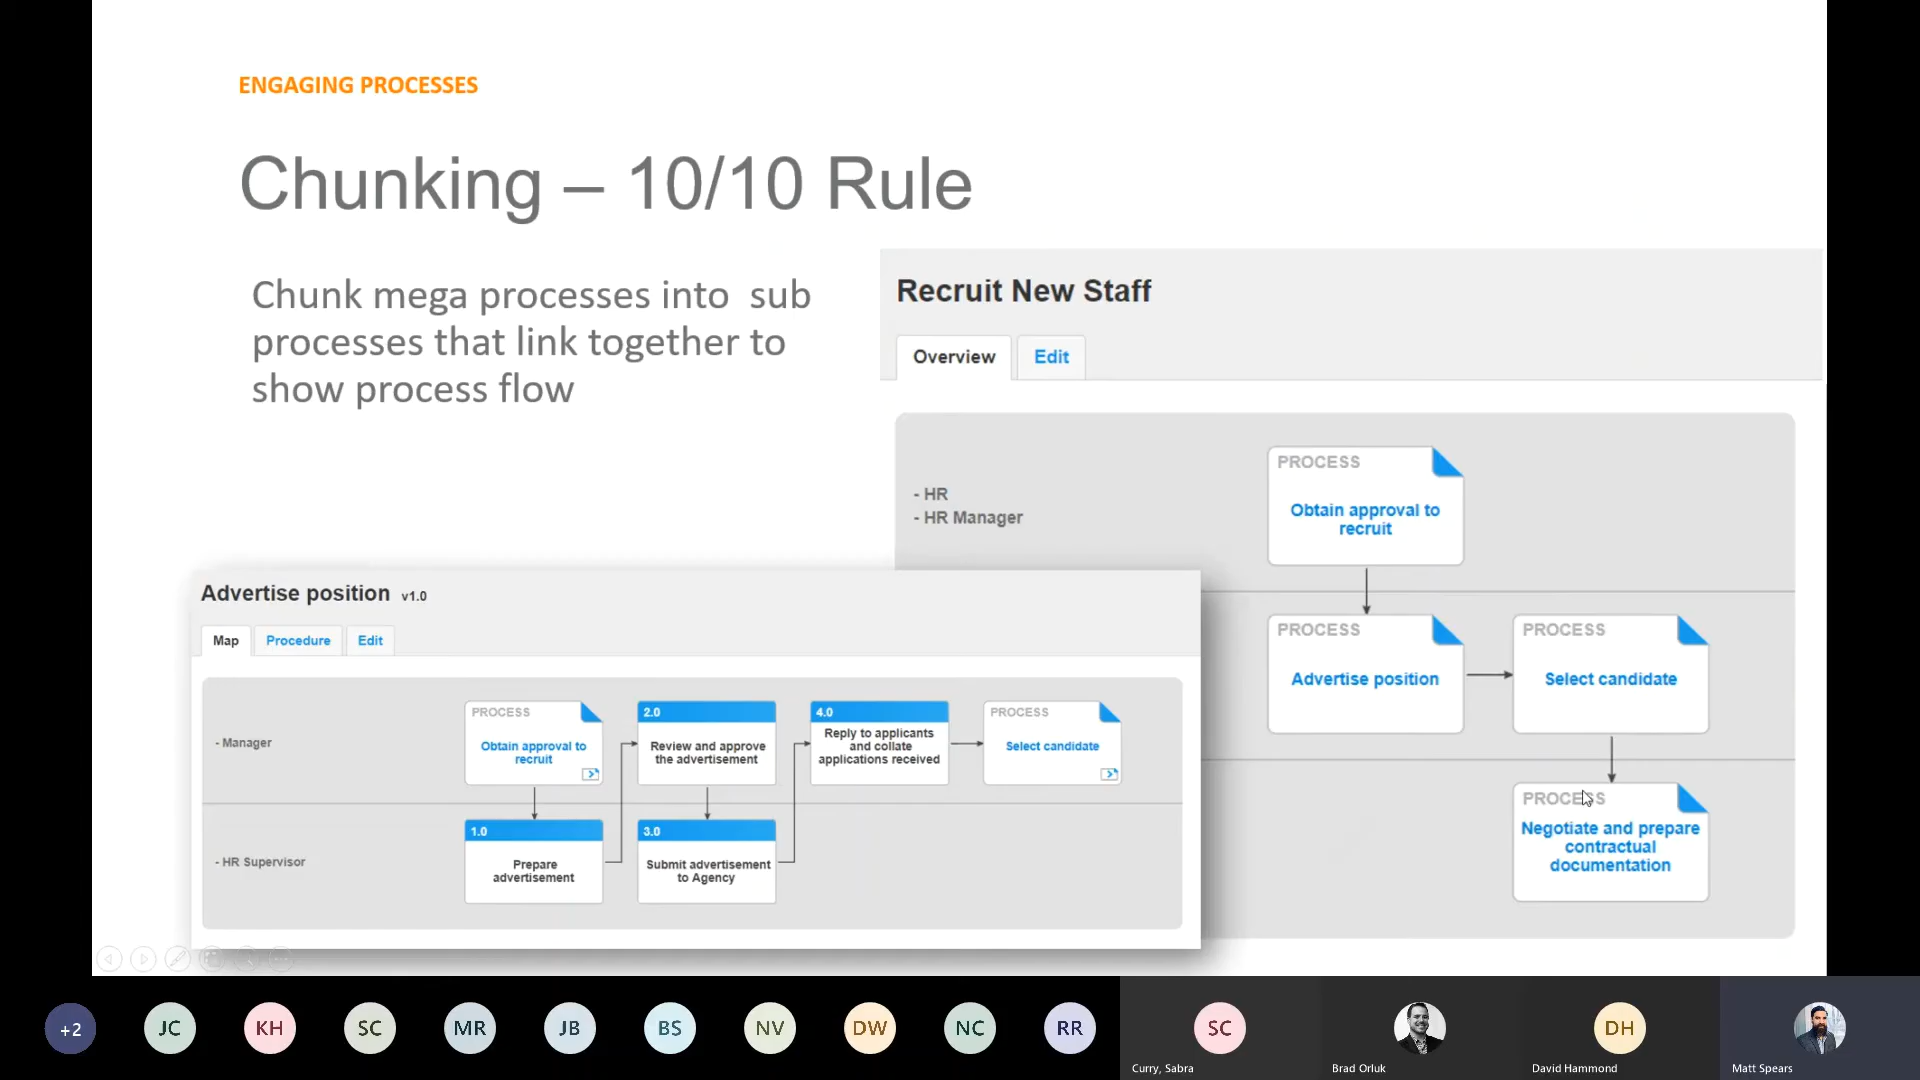 ENGAGING PROCESSES
Chunking – 10/10 Rule
Chunk mega processes into sub
processes that link together to
show process flow
Recruit New Staff
Overview
Edit
- HR
- HR Manager
PROCESS
Obtain approval to
recruit
PROCESS
Advertise position
PROCESS
Select candidate
PROCESS
Negotiate and prepare
contractual
documentation
Advertise position v1.0
Map
Procedure
Edit
- Manager
PROCESS
Obtain approval to
recruit
2.0
Review and approve
the advertisement
4.0
Reply to applicants
and collate
applications received
PROCESS
Select candidate
- HR Supervisor
1.0
Prepare
advertisement
3.0
Submit advertisement
to Agency
+2
JC
KH
SC
MR
JB
BS
NV
DW
NC
RR
SC
DH
Curry, Sabra
Brad Orluk
David Hammond
Matt Spears